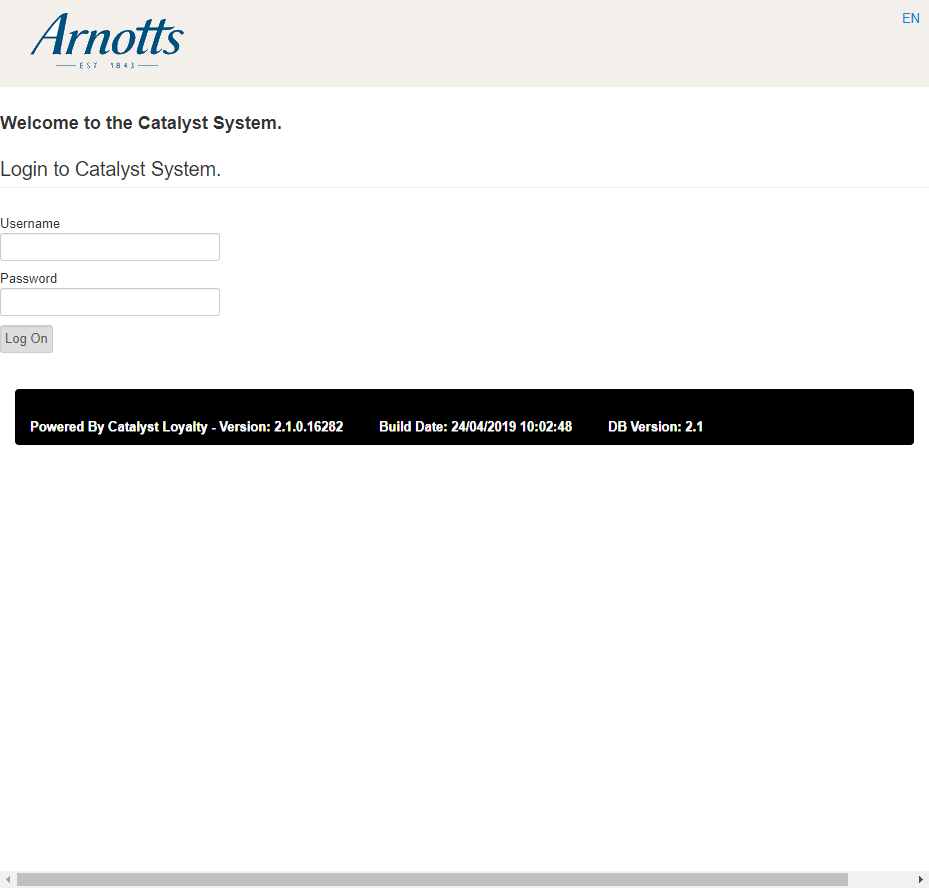 Arnotts
EST 1843
EN
Welcome to the Catalyst System.
Login to Catalyst System.
Username
Password
Log On
Powered By Catalyst Loyalty - Version: 2.1.0.16282 Build Date: 24/04/2019 10:02:48 DB Version: 2.1